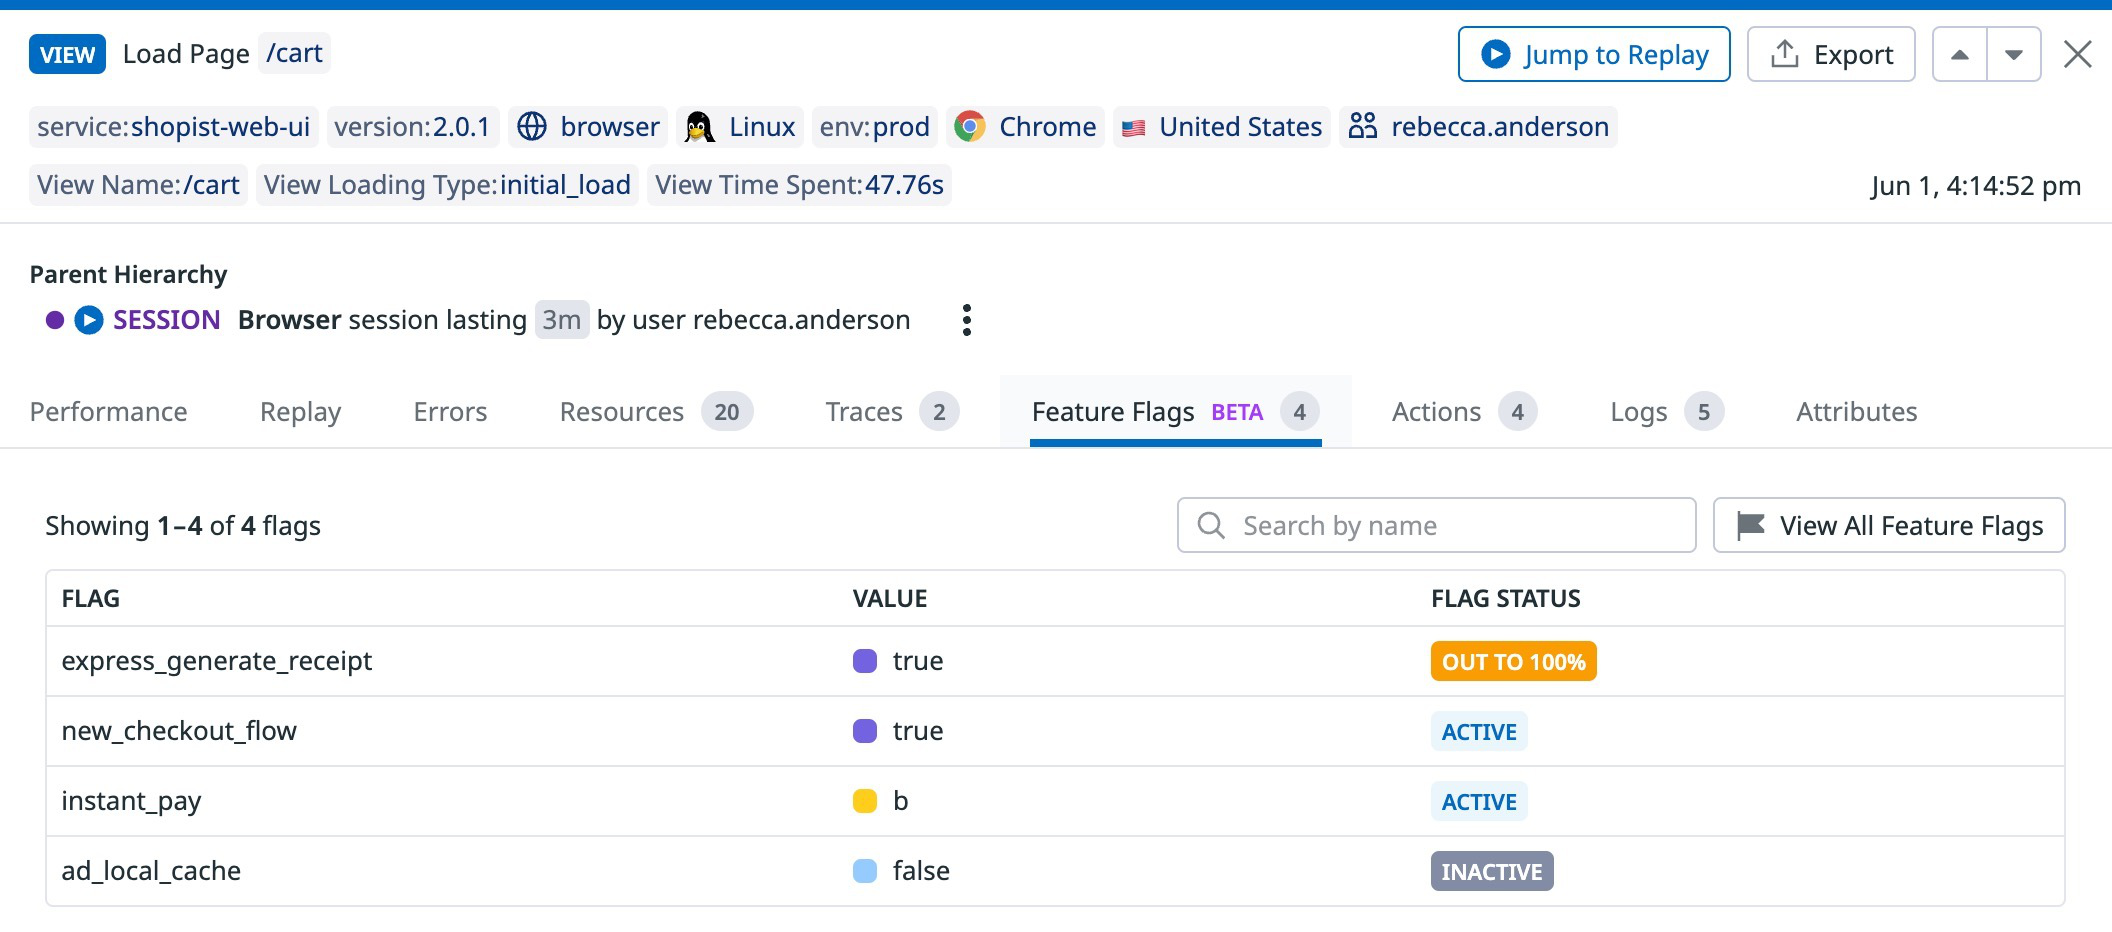 VIEW Load Page /cart Jump to Replay Export
service:shopist-web-ui version:2.0.1 browser Linux env:prod Chrome United States rebecca.anderson
View Name:/cart View Loading Type:initial_load View Time Spent:47.76s Jun 1, 4:14:52 pm
Parent Hierarchy
SESSION Browser session lasting 3m by user rebecca.anderson
Performance Replay Errors Resources 20 Traces 2 Feature Flags BETA 4 Actions 4 Logs 5 Attributes
Showing 1–4 of 4 flags Search by name View All Feature Flags
FLAG VALUE FLAG STATUS
express_generate_receipt true OUT TO 100%
new_checkout_flow true ACTIVE
instant_pay b ACTIVE
ad_local_cache false INACTIVE